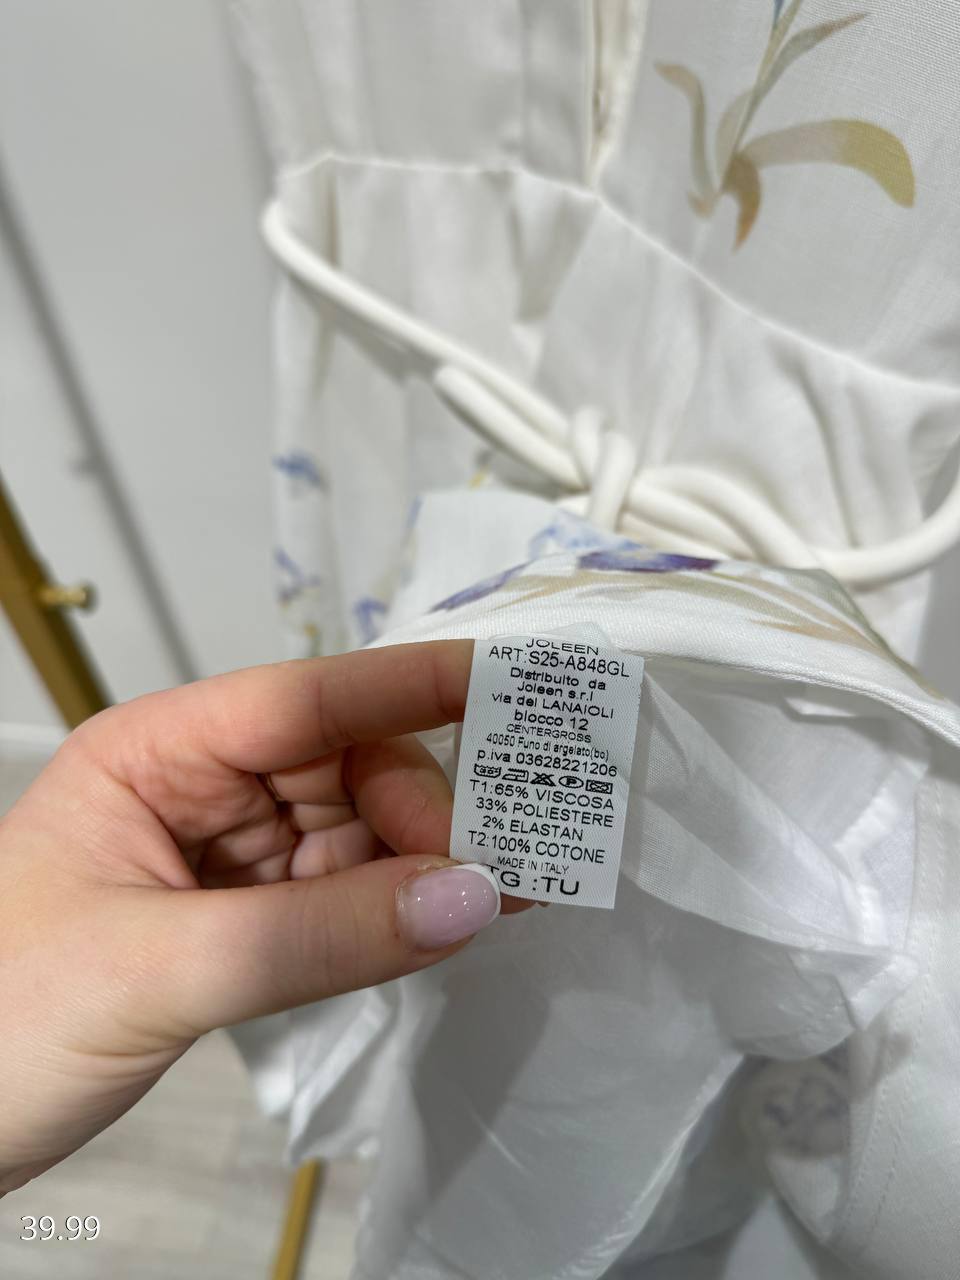 JOLEEN
ART:S25-A848GL
Distribuito da
Joleen s.r.l
via dei LANAIOLI
blocco 12
CENTERGROSS
40050 Funo di argelato(bo)
p.iva 03628221206
T1:65% VISCOSA
33% POLIESTERE
2% ELASTAN
T2:100% COTONE
MADE IN ITALY
TG :TU
39.99